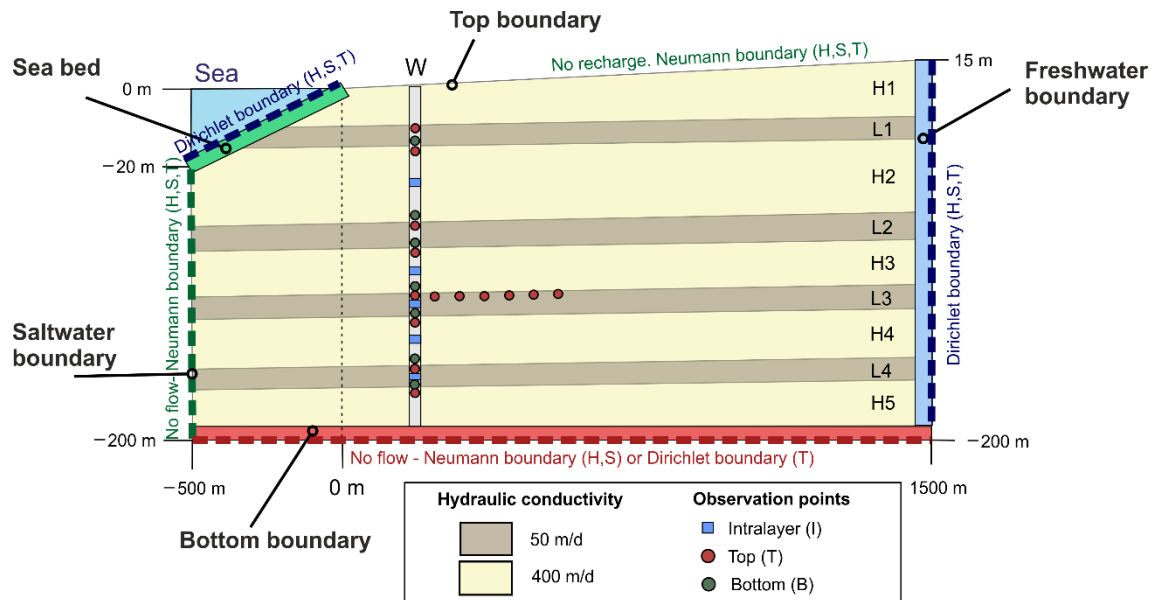 Top boundary
Sea bed
Sea
W
No recharge. Neumann boundary (H,S,T)
15 m
Freshwater
boundary
0 m
Dirichlet boundary (H,S,T)
H1
L1
−20 m
H2
No flow- Neumann boundary (H,S,T)
Dirichlet boundary (H,S,T)
L2
H3
L3
Saltwater
boundary
H4
L4
H5
−200 m
−200 m
No flow - Neumann boundary (H,S) or Dirichlet boundary (T)
−500 m
0 m
1500 m
Bottom boundary
Hydraulic conductivity
50 m/d
400 m/d
Observation points
Intralayer (I)
Top (T)
Bottom (B)